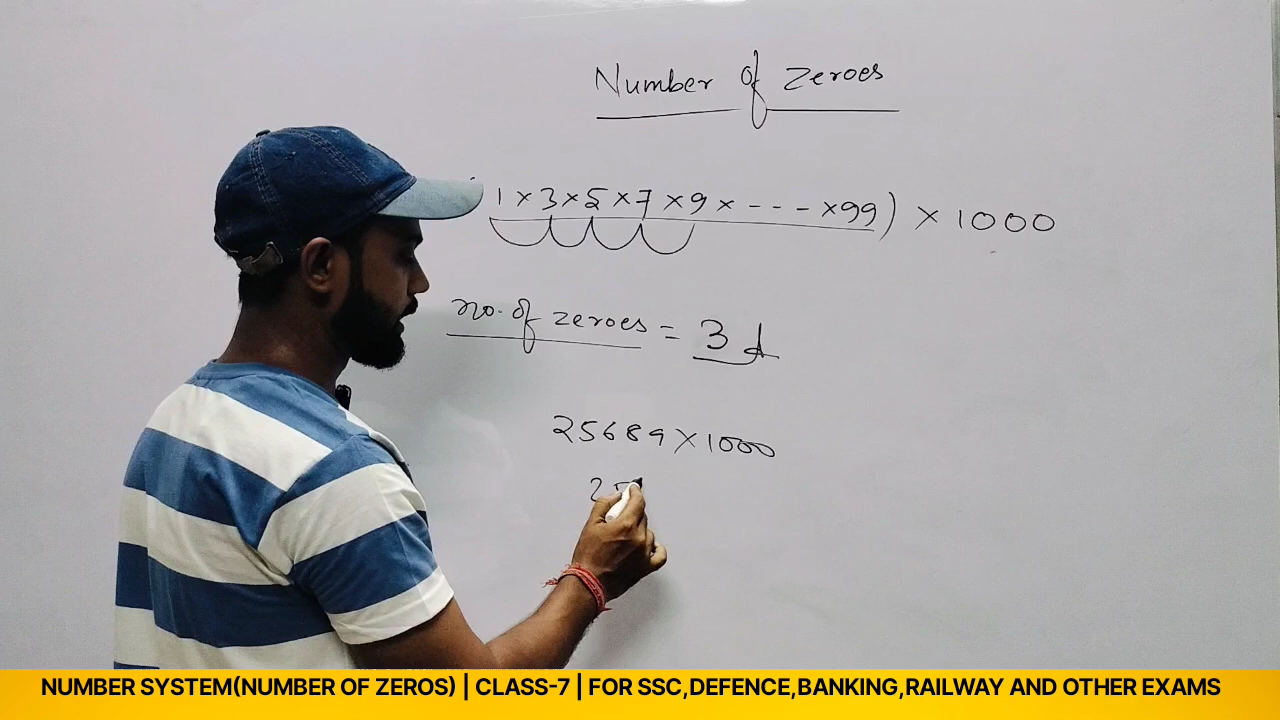 Number of Zeroes
1 × 3 × 5 × 7 × 9 × - - - - × 99) × 1000
no. of zeroes = 3
25689 × 1000
25
NUMBER SYSTEM(NUMBER OF ZEROS) | CLASS-7 | FOR SSC,DEFENCE,BANKING,RAILWAY AND OTHER EXAMS